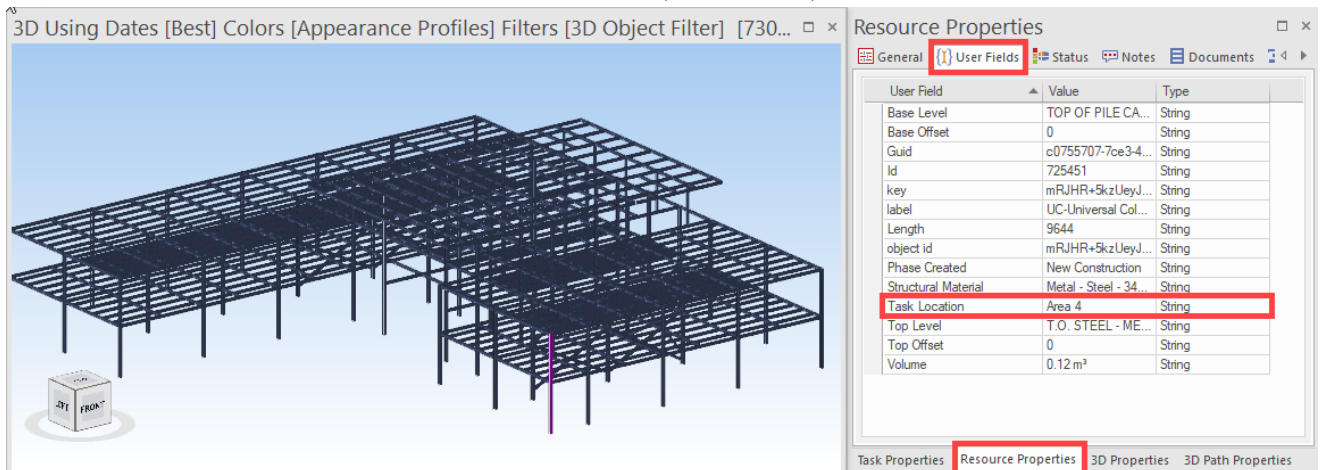 3D Using Dates [Best] Colors [Appearance Profiles] Filters [3D Object Filter] [730...
Resource Properties
General User Fields Status Notes Documents
User Field Value Type
Base Level TOP OF PILE CA... String
Base Offset 0 String
Guid c0755707-7ce3-4... String
Id 725451 String
key mRJHR+5kzUeyJ... String
label UC-Universal Col... String
Length 9644 String
object id mRJHR+5kzUeyJ... String
Phase Created New Construction String
Structural Material Metal - Steel - 34... String
Task Location Area 4 String
Top Level T.O. STEEL - ME... String
Top Offset 0 String
Volume 0.12 m³ String
FRONT
Task Properties Resource Properties 3D Properties 3D Path Properties